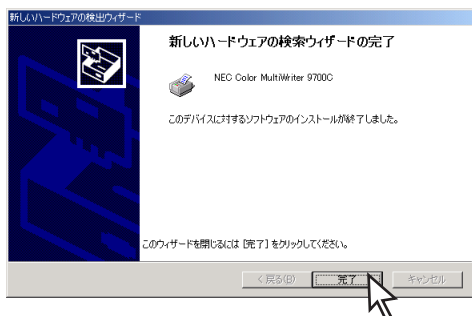 新しいハードウェアの検出ウィザード
新しいハードウェアの検索ウィザードの完了
NEC Color MultiWriter 9700C
このデバイスに対するソフトウェアのインストールが終了しました。
このウィザードを閉じるには [完了] をクリックしてください。
< 戻る(B)
完了
キャンセル